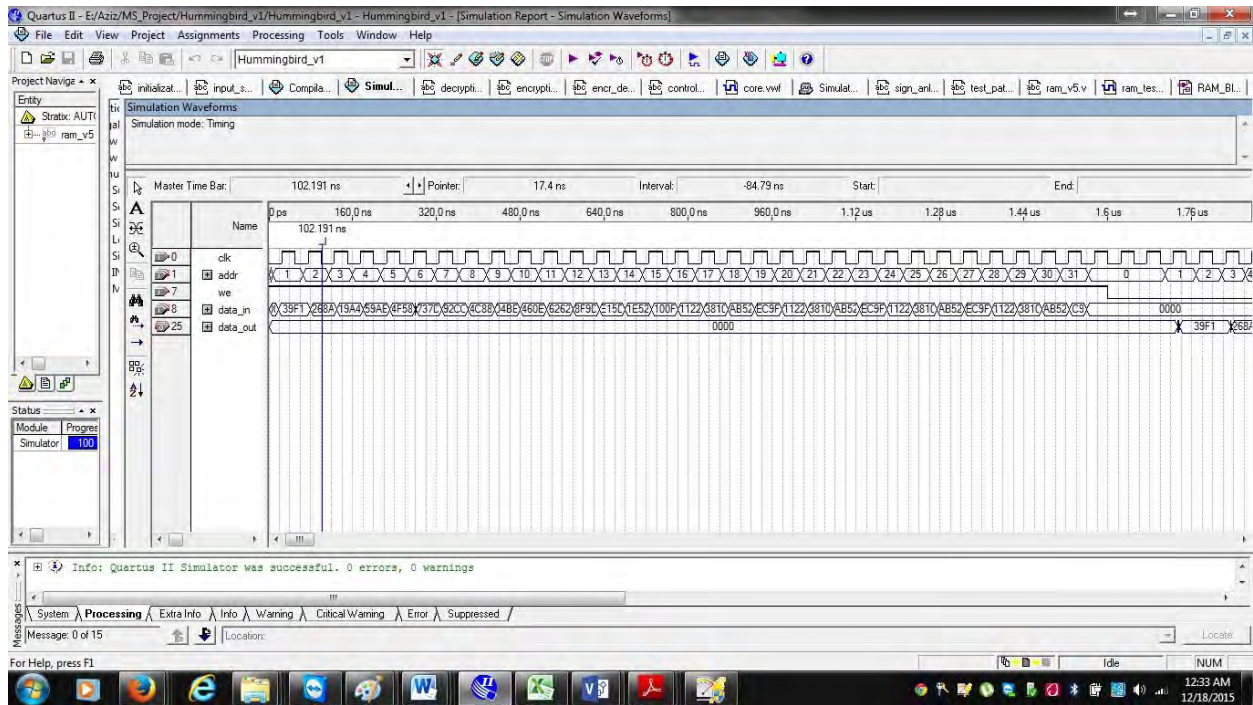 Quartus II - E:/Aziz/MS_Project/Hummingbird_v1/Hummingbird_v1 - Hummingbird_v1 - [Simulation Report - Simulation Waveforms]
File Edit View Project Assignments Processing Tools Window Help
Hummingbird_v1
Project Naviga
initializat... input_s... Compila... Simul... decrypti... encrypti... encr_de... control... core.vwf Simulat... sign_anl... test_pat... ram_v5.v ram_tes... RAM_Bl...
Entity
Stratix: AUT(
ram_v5
Simulation Waveforms
Simulation mode: Timing
Master Time Bar: 102.191 ns Pointer: 17.4 ns Interval: -84.79 ns Start: End:
Name
0 ps 160.0 ns 320.0 ns 480.0 ns 640.0 ns 800.0 ns 960.0 ns 1.12 us 1.28 us 1.44 us 1.6 us 1.76 us
102.191 ns
0 clk
1 addr 1 2 3 4 5 6 7 8 9 10 11 12 13 14 15 16 17 18 19 20 21 22 23 24 25 26 27 28 29 30 31 0 1 2 3 4
7 we
8 data_in 39F1 268A 19A4 59AE 4F58 737D 92CC 4C88 34BE 460E 6262 8F9D E15D 1E52 100F 1122 3810 AB52 EC9F 1122 3810 AB52 EC9F 1122 3810 AB52 EC9F 1122 3810 AB52 C9 0000
25 data_out 0000 39F1 268A
Status
Module Progres
Simulator 100
Info: Quartus II Simulator was successful. 0 errors, 0 warnings
System Processing Extra Info Info Warning Critical Warning Error Suppressed
Messages
Message: 0 of 15 Location: Locate
For Help, press F1 Idle NUM
12:33 AM
12/18/2015